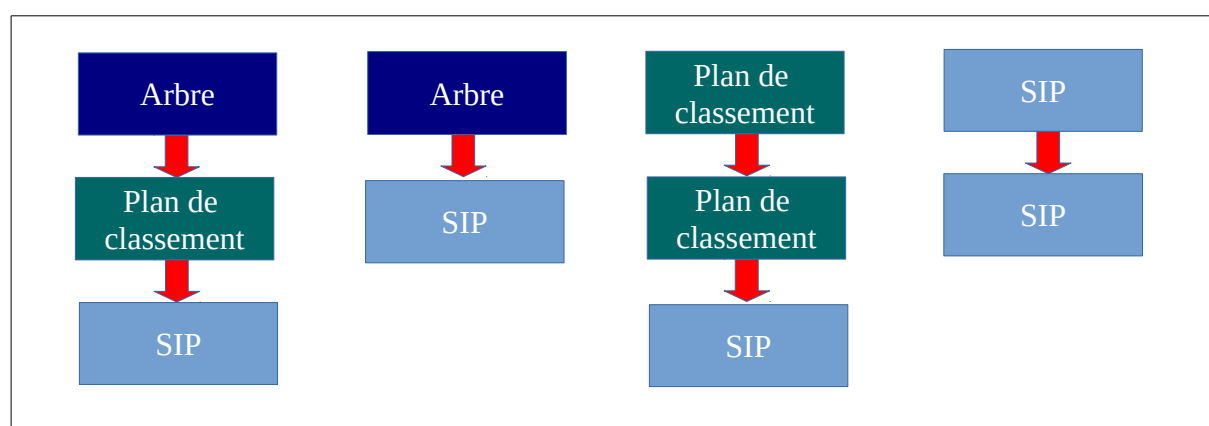 Arbre
Plan de
classement
SIP
Arbre
SIP
Plan de
classement
Plan de
classement
SIP
SIP
SIP